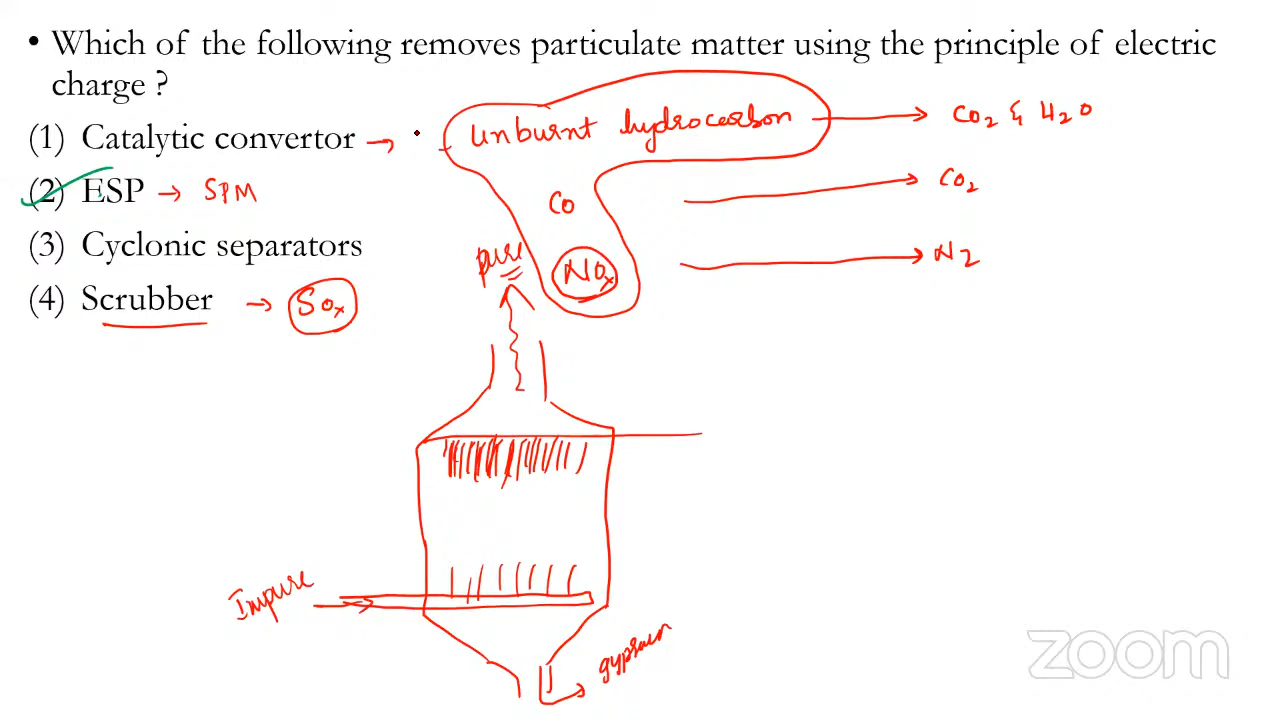 • Which of the following removes particulate matter using the principle of electric
charge ?
(1) Catalytic convertor →
unburnt hydrocarbon → CO2 & H2O
(2) ESP → SPM
CO → CO2
(3) Cyclonic separators
pure
NOx → N2
(4) Scrubber → SOx
Impure
gypsum
zoom